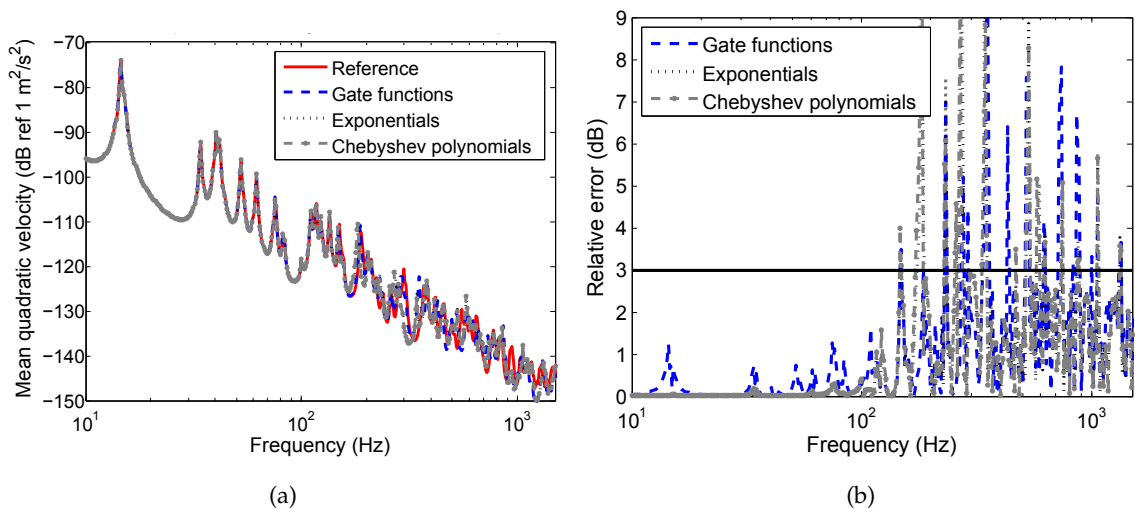 −70
−80
−90
−100
−110
−120
−130
−140
−150
Mean quadratic velocity (dB ref 1 m²/s²)
Reference
Gate functions
Exponentials
Chebyshev polynomials
10¹
10²
10³
Frequency (Hz)
(a)
9
8
7
6
5
4
3
2
1
0
Relative error (dB)
Gate functions
Exponentials
Chebyshev polynomials
10¹
10²
10³
Frequency (Hz)
(b)